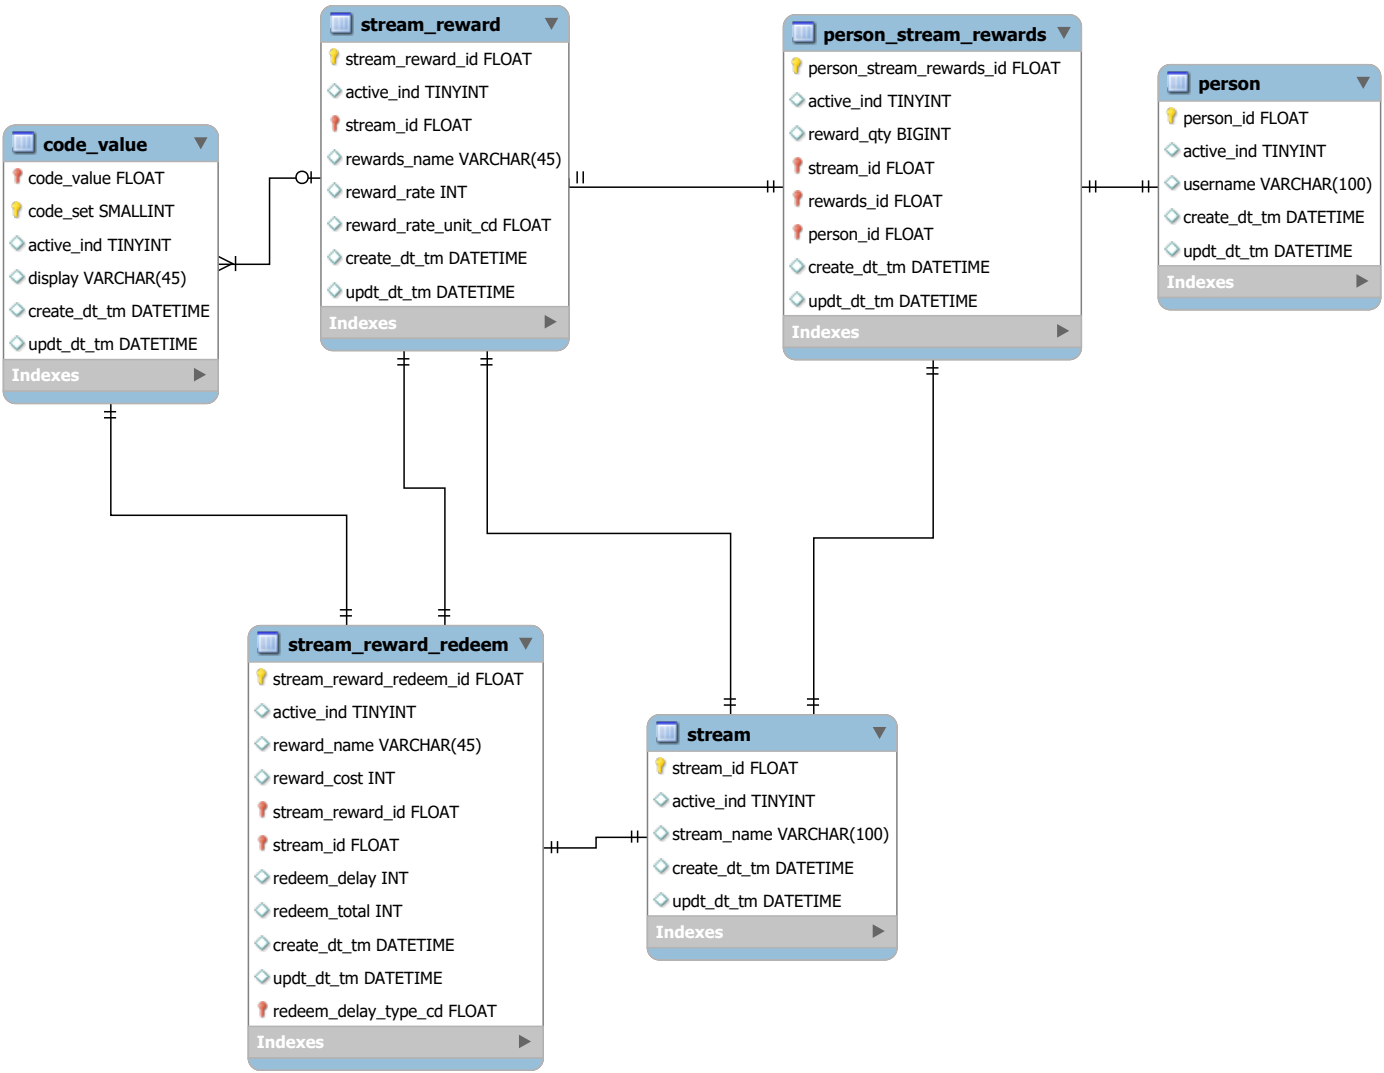 stream_reward
stream_reward_id FLOAT
active_ind TINYINT
stream_id FLOAT
rewards_name VARCHAR(45)
reward_rate INT
reward_rate_unit_cd FLOAT
create_dt_tm DATETIME
updt_dt_tm DATETIME
Indexes
person_stream_rewards
person_stream_rewards_id FLOAT
active_ind TINYINT
reward_qty BIGINT
stream_id FLOAT
rewards_id FLOAT
person_id FLOAT
create_dt_tm DATETIME
updt_dt_tm DATETIME
Indexes
person
person_id FLOAT
active_ind TINYINT
username VARCHAR(100)
create_dt_tm DATETIME
updt_dt_tm DATETIME
Indexes
code_value
code_value FLOAT
code_set SMALLINT
active_ind TINYINT
display VARCHAR(45)
create_dt_tm DATETIME
updt_dt_tm DATETIME
Indexes
stream_reward_redeem
stream_reward_redeem_id FLOAT
active_ind TINYINT
reward_name VARCHAR(45)
reward_cost INT
stream_reward_id FLOAT
stream_id FLOAT
redeem_delay INT
redeem_total INT
create_dt_tm DATETIME
updt_dt_tm DATETIME
redeem_delay_type_cd FLOAT
Indexes
stream
stream_id FLOAT
active_ind TINYINT
stream_name VARCHAR(100)
create_dt_tm DATETIME
updt_dt_tm DATETIME
Indexes